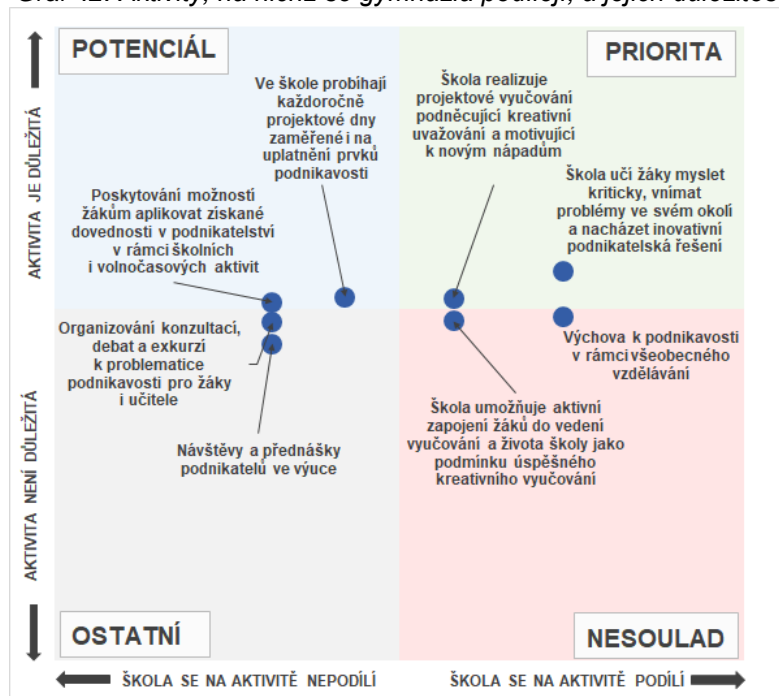 POTENCIÁL
PRIORITA
Ve škole probíhají
každoročně
projektové dny
zaměřené i na
uplatnění prvků
podnikavosti
Škola realizuje
projektové vyučování
podněcující kreativní
uvažování a motivující
k novým nápadům
Škola učí žáky myslet
kriticky, vnímat
problémy ve svém okolí
a nacházet inovativní
podnikatelská řešení
Poskytování možností
žákům aplikovat získané
dovednosti v podnikatelství
v rámci školních
i volnočasových aktivit
Organizování konzultací,
debat a exkurzí
k problematice
podnikavosti pro žáky
i učitele
Výchova k podnikavosti
v rámci všeobecného
vzdělávání
Návštěvy a přednášky
podnikatelů ve výuce
Škola umožňuje aktivní
zapojení žáků do vedení
vyučování a života školy jako
podmínku úspěšného
kreativního vyučování
AKTIVITA JE DŮLEŽITÁ
AKTIVITA NENÍ DŮLEŽITÁ
OSTATNÍ
NESOULAD
ŠKOLA SE NA AKTIVITĚ NEPODÍLÍ
ŠKOLA SE NA AKTIVITĚ PODÍLÍ